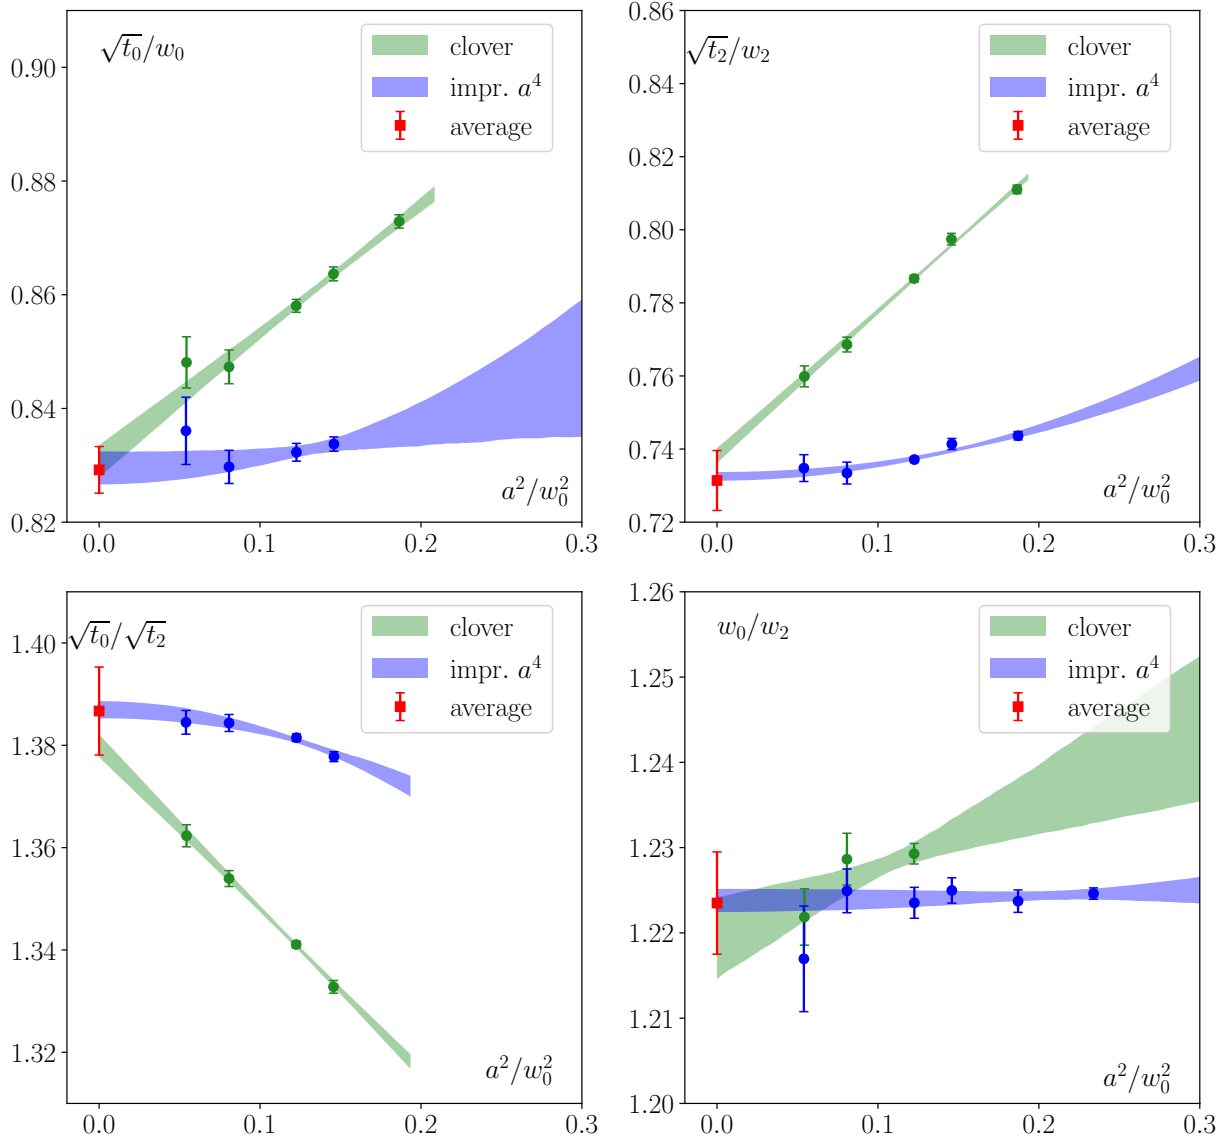 √t₀/w₀
clover
impr. a⁴
average
0.90
0.88
0.86
0.84
0.82
a²/w₀²
0.0 0.1 0.2 0.3
√t₂/w₂
clover
impr. a⁴
average
0.86
0.84
0.82
0.80
0.78
0.76
0.74
0.72
a²/w₀²
0.0 0.1 0.2 0.3
√t₀/√t₂
clover
impr. a⁴
average
1.40
1.38
1.36
1.34
1.32
a²/w₀²
0.0 0.1 0.2 0.3
w₀/w₂
clover
impr. a⁴
average
1.26
1.25
1.24
1.23
1.22
1.21
1.20
a²/w₀²
0.0 0.1 0.2 0.3